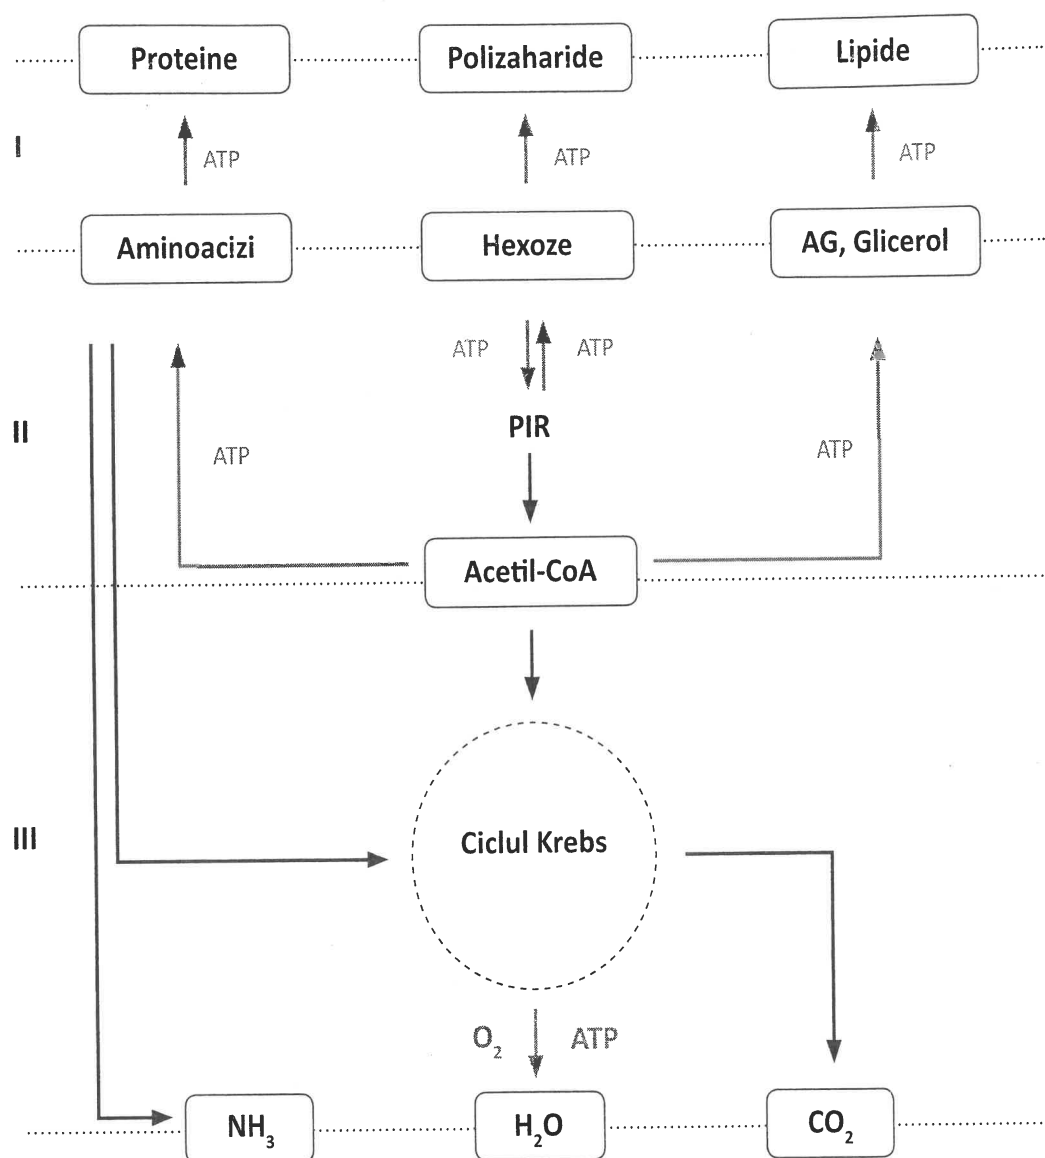 Proteine
Polizaharide
Lipide
I
ATP
ATP
ATP
Aminoacizi
Hexoze
AG, Glicerol
ATP
ATP
II
PIR
ATP
ATP
Acetil-CoA
III
Ciclul Krebs
O₂
ATP
NH₃
H₂O
CO₂